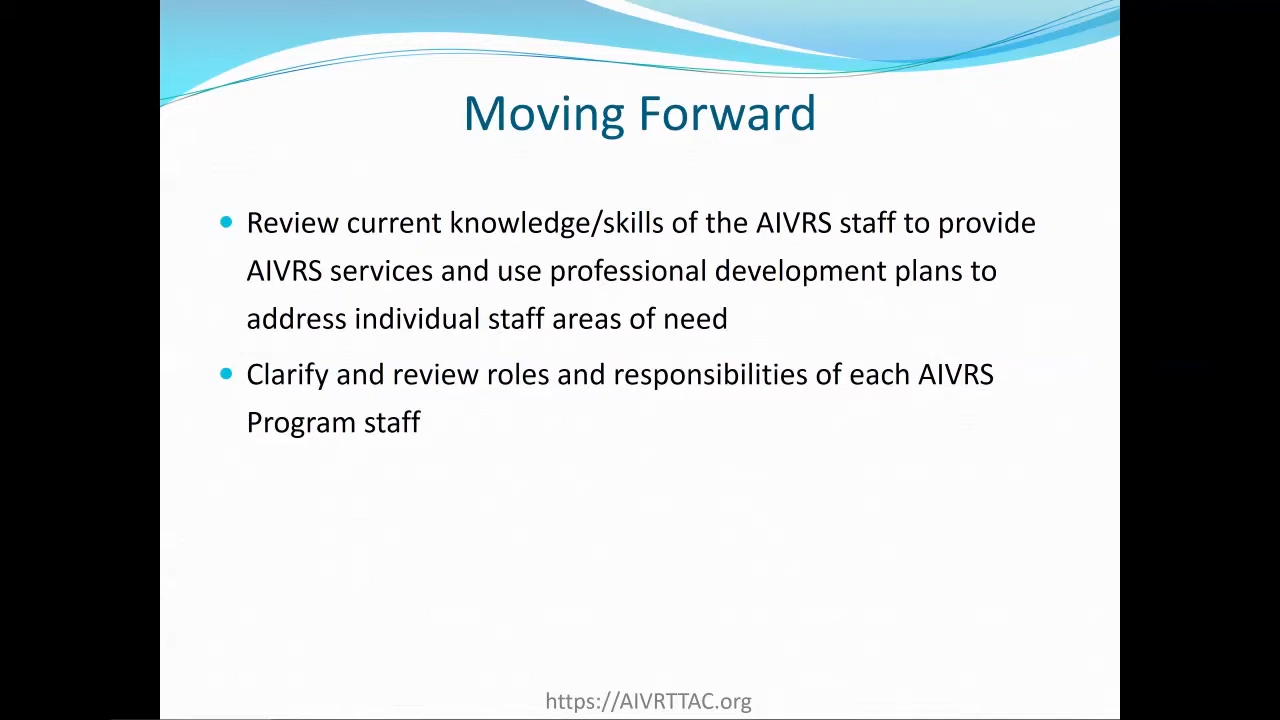 Moving Forward
Review current knowledge/skills of the AIVRS staff to provide
AIVRS services and use professional development plans to
address individual staff areas of need
Clarify and review roles and responsibilities of each AIVRS
Program staff
https://AIVRTTAC.org